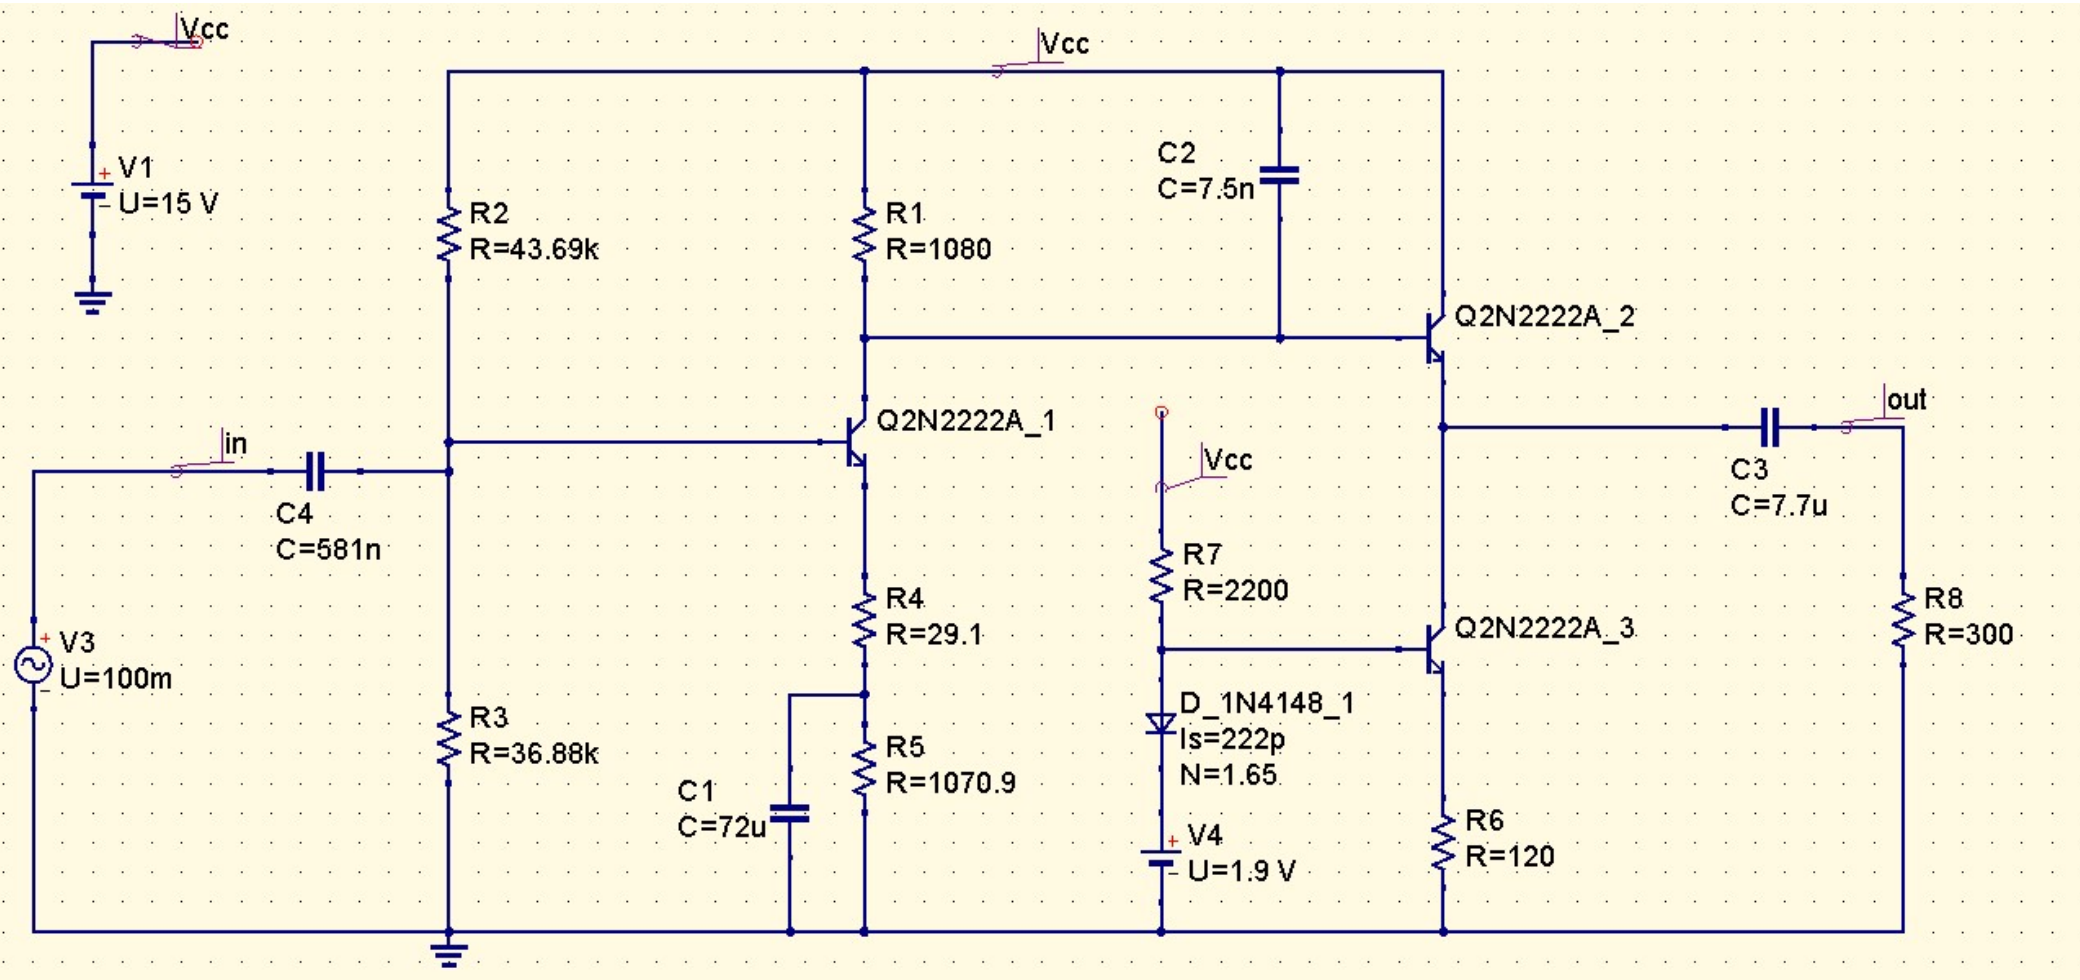 Vcc
V1
U=15 V
Vcc
C2
C=7.5n
R2
R=43.69k
R1
R=1080
Q2N2222A_2
in
C4
C=581n
Q2N2222A_1
Vcc
out
C3
C=7.7u
R7
R=2200
V3
U=100m
R4
R=29.1
Q2N2222A_3
R8
R=300
R3
R=36.88k
D_1N4148_1
Is=222p
N=1.65
R5
R=1070.9
C1
C=72u
V4
U=1.9 V
R6
R=120